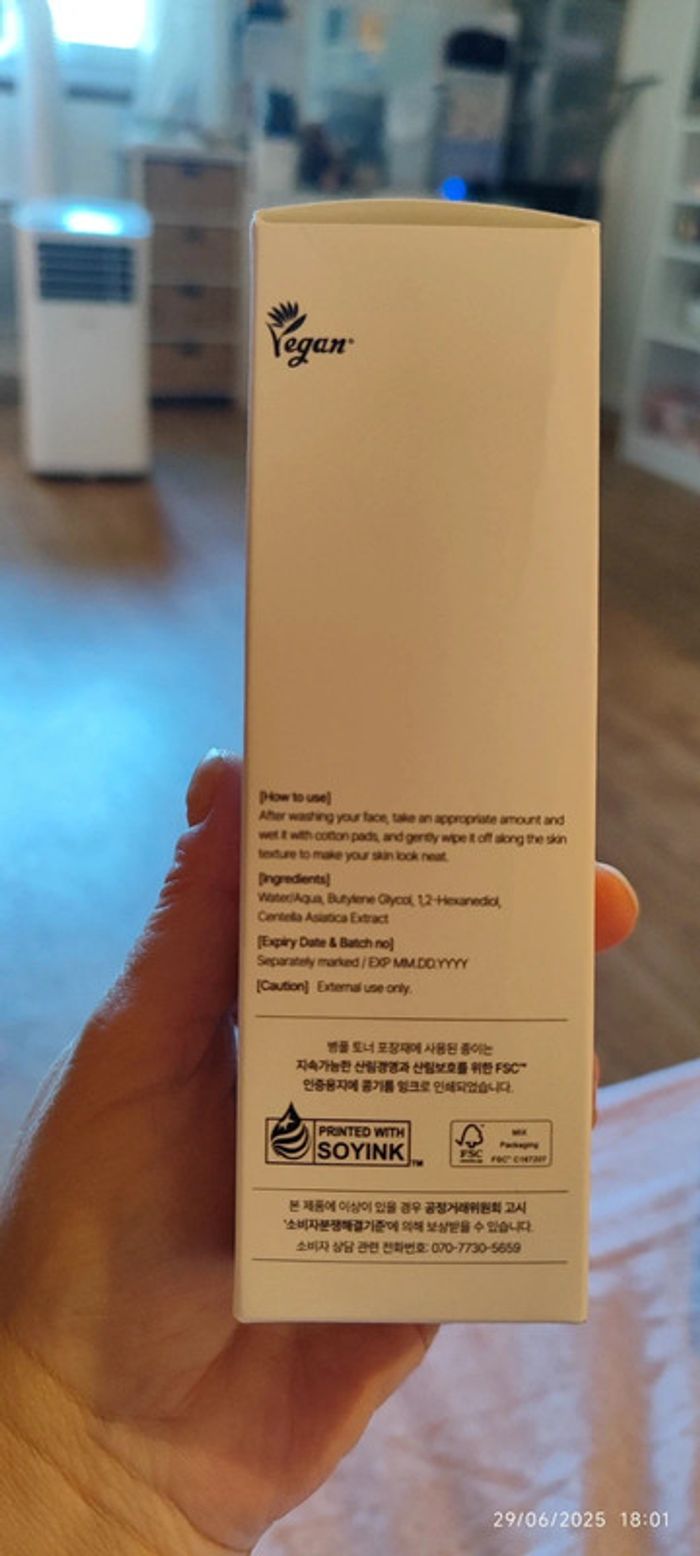 Vegan®
[How to use]
After washing your face, take an appropriate amount and
wet it with cotton pads, and gently wipe it off along the skin
texture to make your skin look neat.
[Ingredients]
Water/Aqua, Butylene Glycol, 1,2-Hexanediol,
Centella Asiatica Extract
[Expiry Date & Batch no]
Separately marked / EXP MM.DD.YYYY
[Caution] External use only.
병풀 토너 포장재에 사용된 종이는
지속가능한 산림경영과 산림보호를 위한 FSC™
인증용지에 콩기름 잉크로 인쇄되었습니다.
PRINTED WITH
SOYINK™
FSC
MIX
Packaging
FSC®
본 제품에 이상이 있을 경우 공정거래위원회 고시
'소비자분쟁해결기준'에 의해 보상받을 수 있습니다.
소비자 상담 관련 전화번호: 070-7730-5659
29/06/2025 18:01